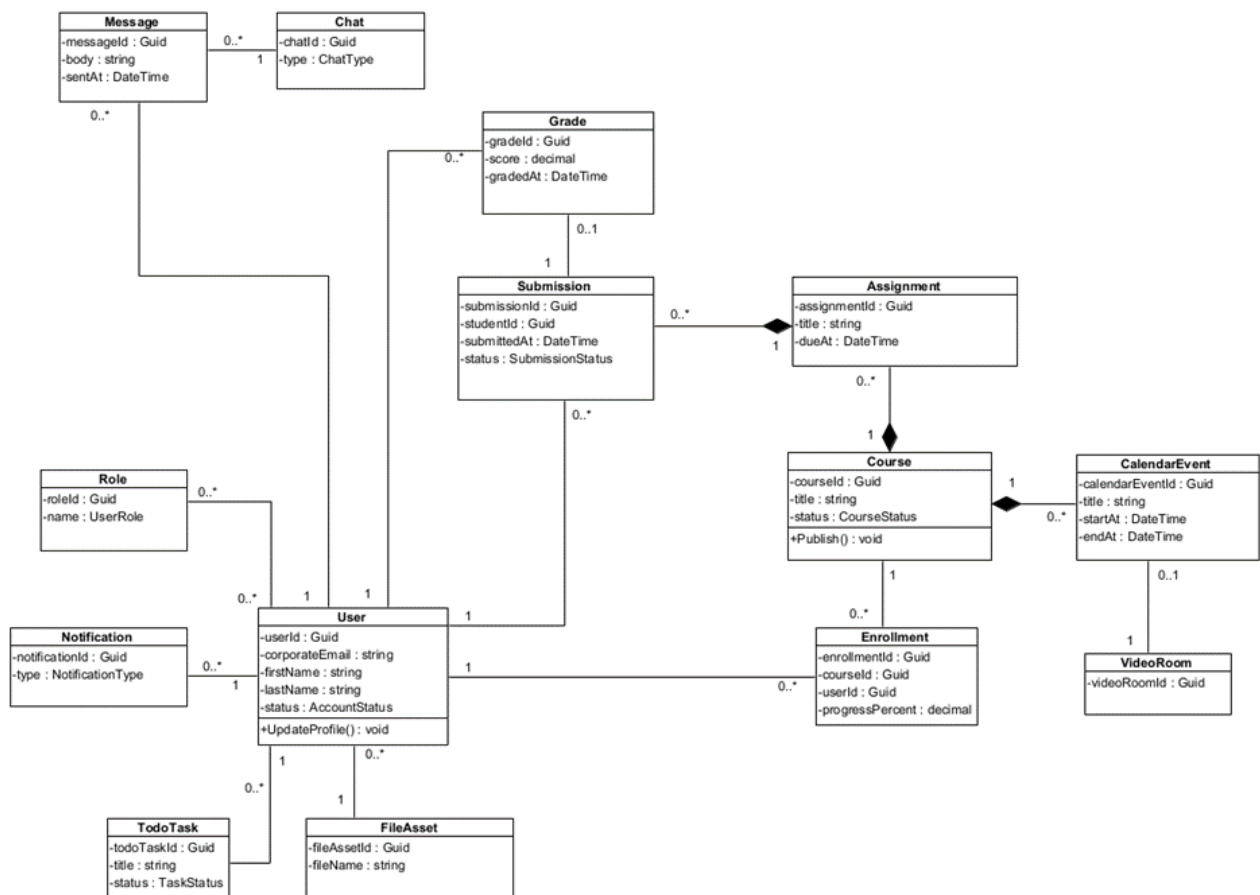 Message
-messageId : Guid
-body : string
-sentAt : DateTime
0..*
1
Chat
-chatId : Guid
-type : ChatType
0..*
Grade
-gradeId : Guid
-score : decimal
-gradedAt : DateTime
0..*
0..1
1
Submission
-submissionId : Guid
-studentId : Guid
-submittedAt : DateTime
-status : SubmissionStatus
0..*
1
Assignment
-assignmentId : Guid
-title : string
-dueAt : DateTime
0..*
0..*
1
Course
-courseId : Guid
-title : string
-status : CourseStatus
+Publish() : void
1
0..*
CalendarEvent
-calendarEventId : Guid
-title : string
-startAt : DateTime
-endAt : DateTime
Role
-roleId : Guid
-name : UserRole
0..*
0..*
1
1
1
1
0..*
0..1
1
User
-userId : Guid
-corporateEmail : string
-firstName : string
-lastName : string
-status : AccountStatus
+UpdateProfile() : void
Notification
-notificationId : Guid
-type : NotificationType
0..*
1
1
0..*
Enrollment
-enrollmentId : Guid
-courseId : Guid
-userId : Guid
-progressPercent : decimal
VideoRoom
-videoRoomId : Guid
1
0..*
0..*
1
TodoTask
-todoTaskId : Guid
-title : string
-status : TaskStatus
FileAsset
-fileAssetId : Guid
-fileName : string